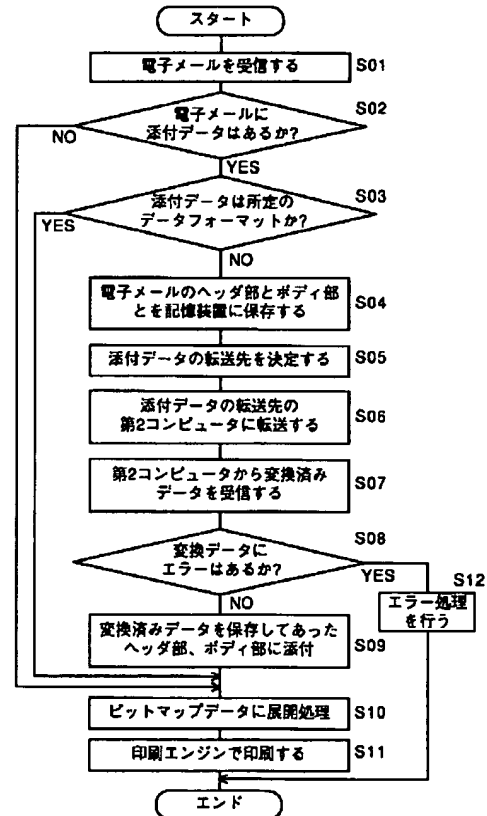 スタート
電子メールを受信する S01
電子メールに
添付データはあるか?
S02
NO
YES
添付データは所定の
データフォーマットか?
S03
YES
NO
電子メールのヘッダ部とボディ部
とを記憶装置に保存する
S04
添付データの転送先を決定する S05
添付データの転送先の
第2コンピュータに転送する
S06
第2コンピュータから変換済み
データを受信する
S07
変換データに
エラーはあるか?
S08
YES
NO
S12
エラー処理
を行う
変換済みデータを保存してあった
ヘッダ部、ボディ部に添付
S09
ビットマップデータに展開処理 S10
印刷エンジンで印刷する S11
エンド